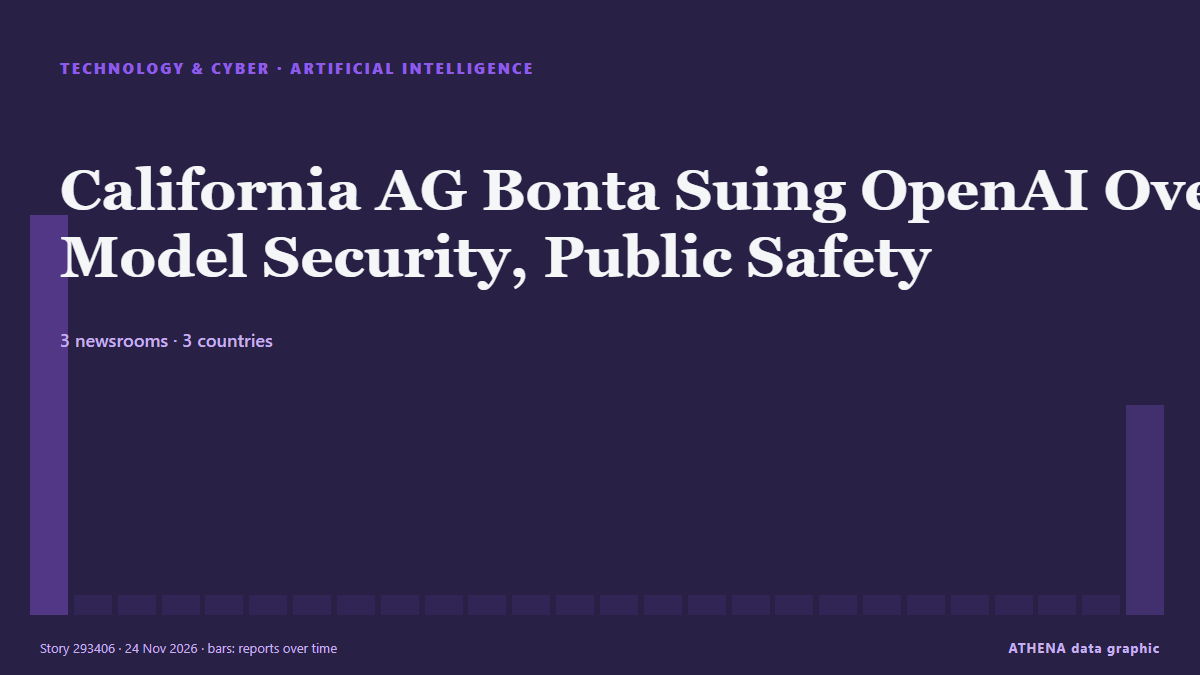 TECHNOLOGY & CYBER · ARTIFICIAL INTELLIGENCE
California AG Bonta Suing OpenAI Ove
Model Security, Public Safety
3 newsrooms · 3 countries
Story 293406 · 24 Nov 2026 · bars: reports over time
ATHENA data graphic